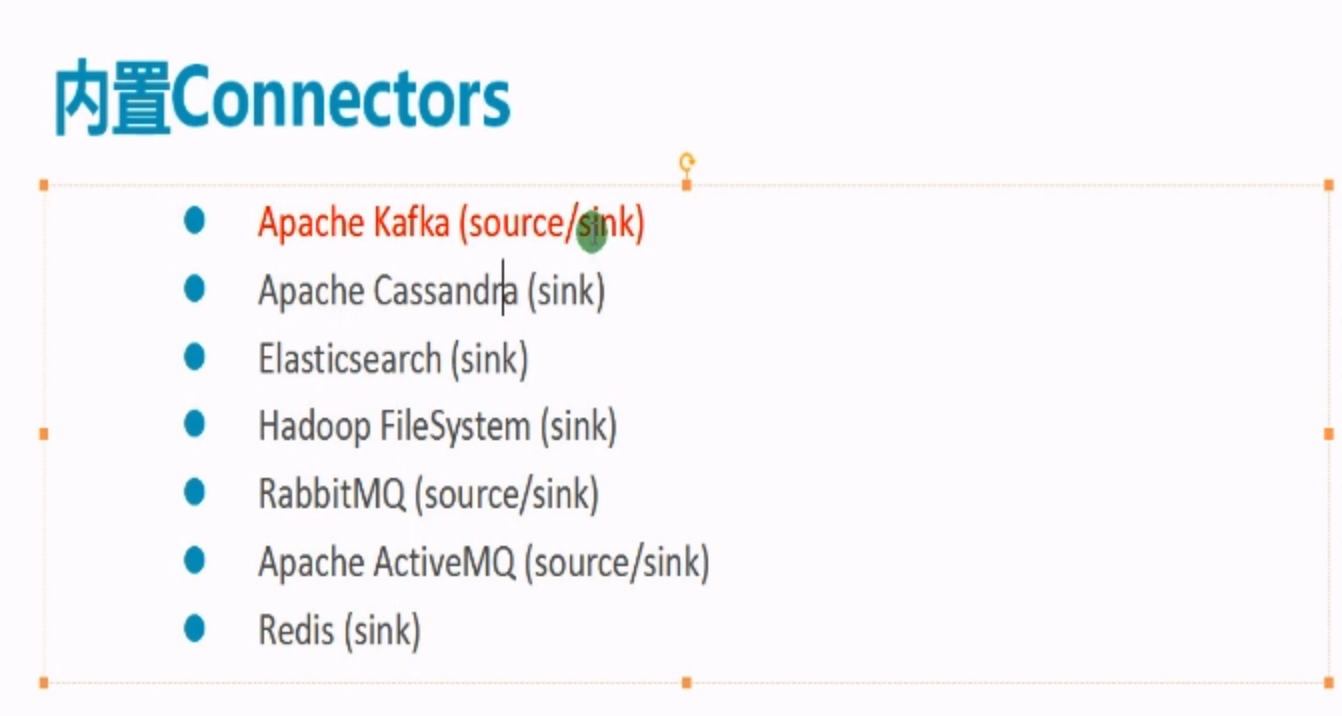 内置Connectors
Apache Kafka (source/sink)
Apache Cassandra (sink)
Elasticsearch (sink)
Hadoop FileSystem (sink)
RabbitMQ (source/sink)
Apache ActiveMQ (source/sink)
Redis (sink)